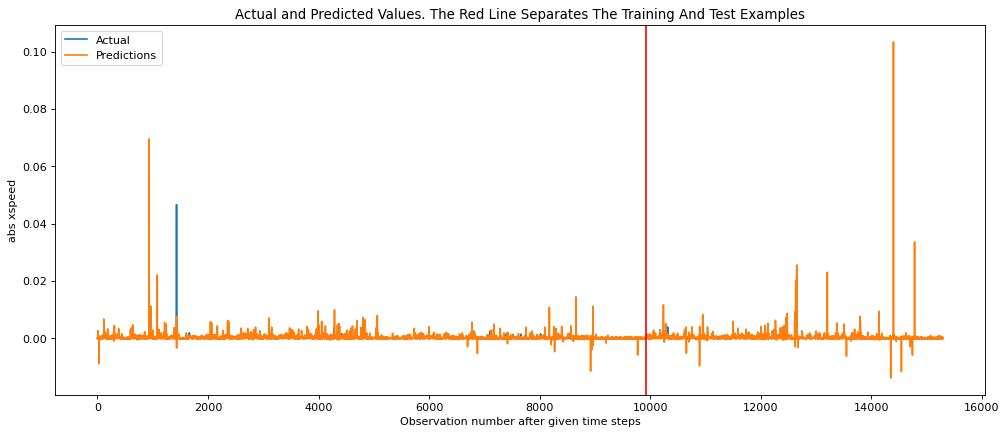 Actual and Predicted Values. The Red Line Separates The Training And Test Examples
Actual
Predictions
abs xspeed
0.10
0.08
0.06
0.04
0.02
0.00
0 2000 4000 6000 8000 10000 12000 14000 16000
Observation number after given time steps